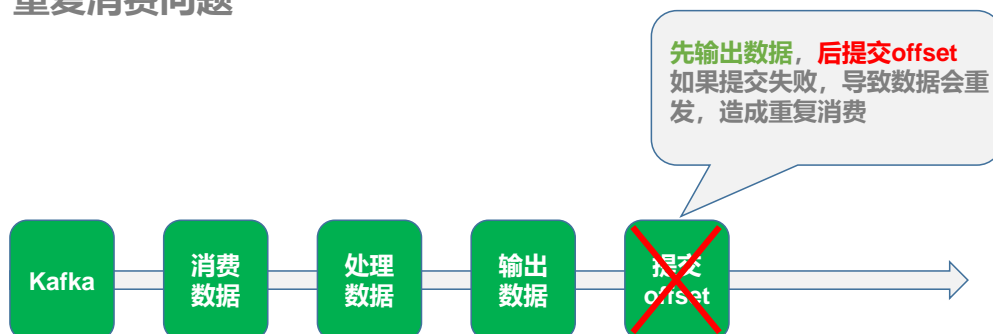 重复消费问题
先输出数据，后提交offset
如果提交失败，导致数据会重
发，造成重复消费
Kafka
消费
数据
处理
数据
输出
数据
提交
offset